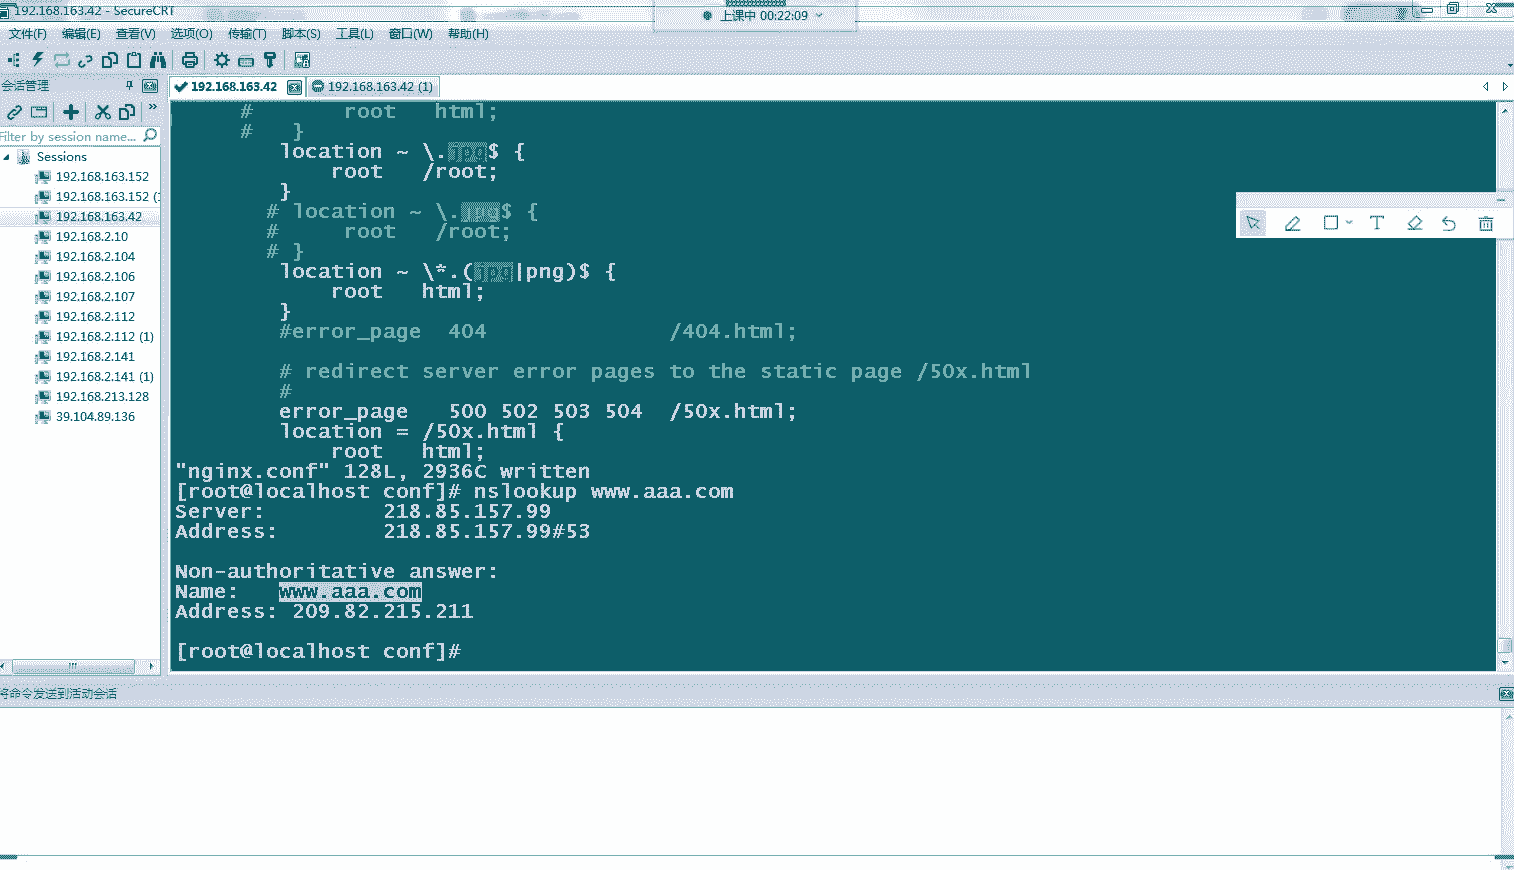 192.168.163.42 - SecureCRT
上课中 00:22:09
文件(F) 编辑(E) 查看(V) 选项(O) 传输(T) 脚本(S) 工具(L) 窗口(W) 帮助(H)
会话管理
192.168.163.42
192.168.163.42 (1)
Filter by session name...
Sessions
192.168.163.152
192.168.163.152 (1
192.168.163.42
192.168.2.10
192.168.2.104
192.168.2.106
192.168.2.107
192.168.2.112
192.168.2.112 (1)
192.168.2.141
192.168.2.141 (1)
192.168.213.128
39.104.89.136
# root html;
# }
location ~ \.jpg$ {
root /root;
}
# location ~ \.jpg$ {
# root /root;
# }
location ~ \*.(jpg|png)$ {
root html;
}
#error_page 404 /404.html;
# redirect server error pages to the static page /50x.html
#
error_page 500 502 503 504 /50x.html;
location = /50x.html {
root html;
"nginx.conf" 128L, 2936C written
[root@localhost conf]# nslookup www.aaa.com
Server: 218.85.157.99
Address: 218.85.157.99#53
Non-authoritative answer:
Name: www.aaa.com
Address: 209.82.215.211
[root@localhost conf]#
T
将命令发送到活动会话